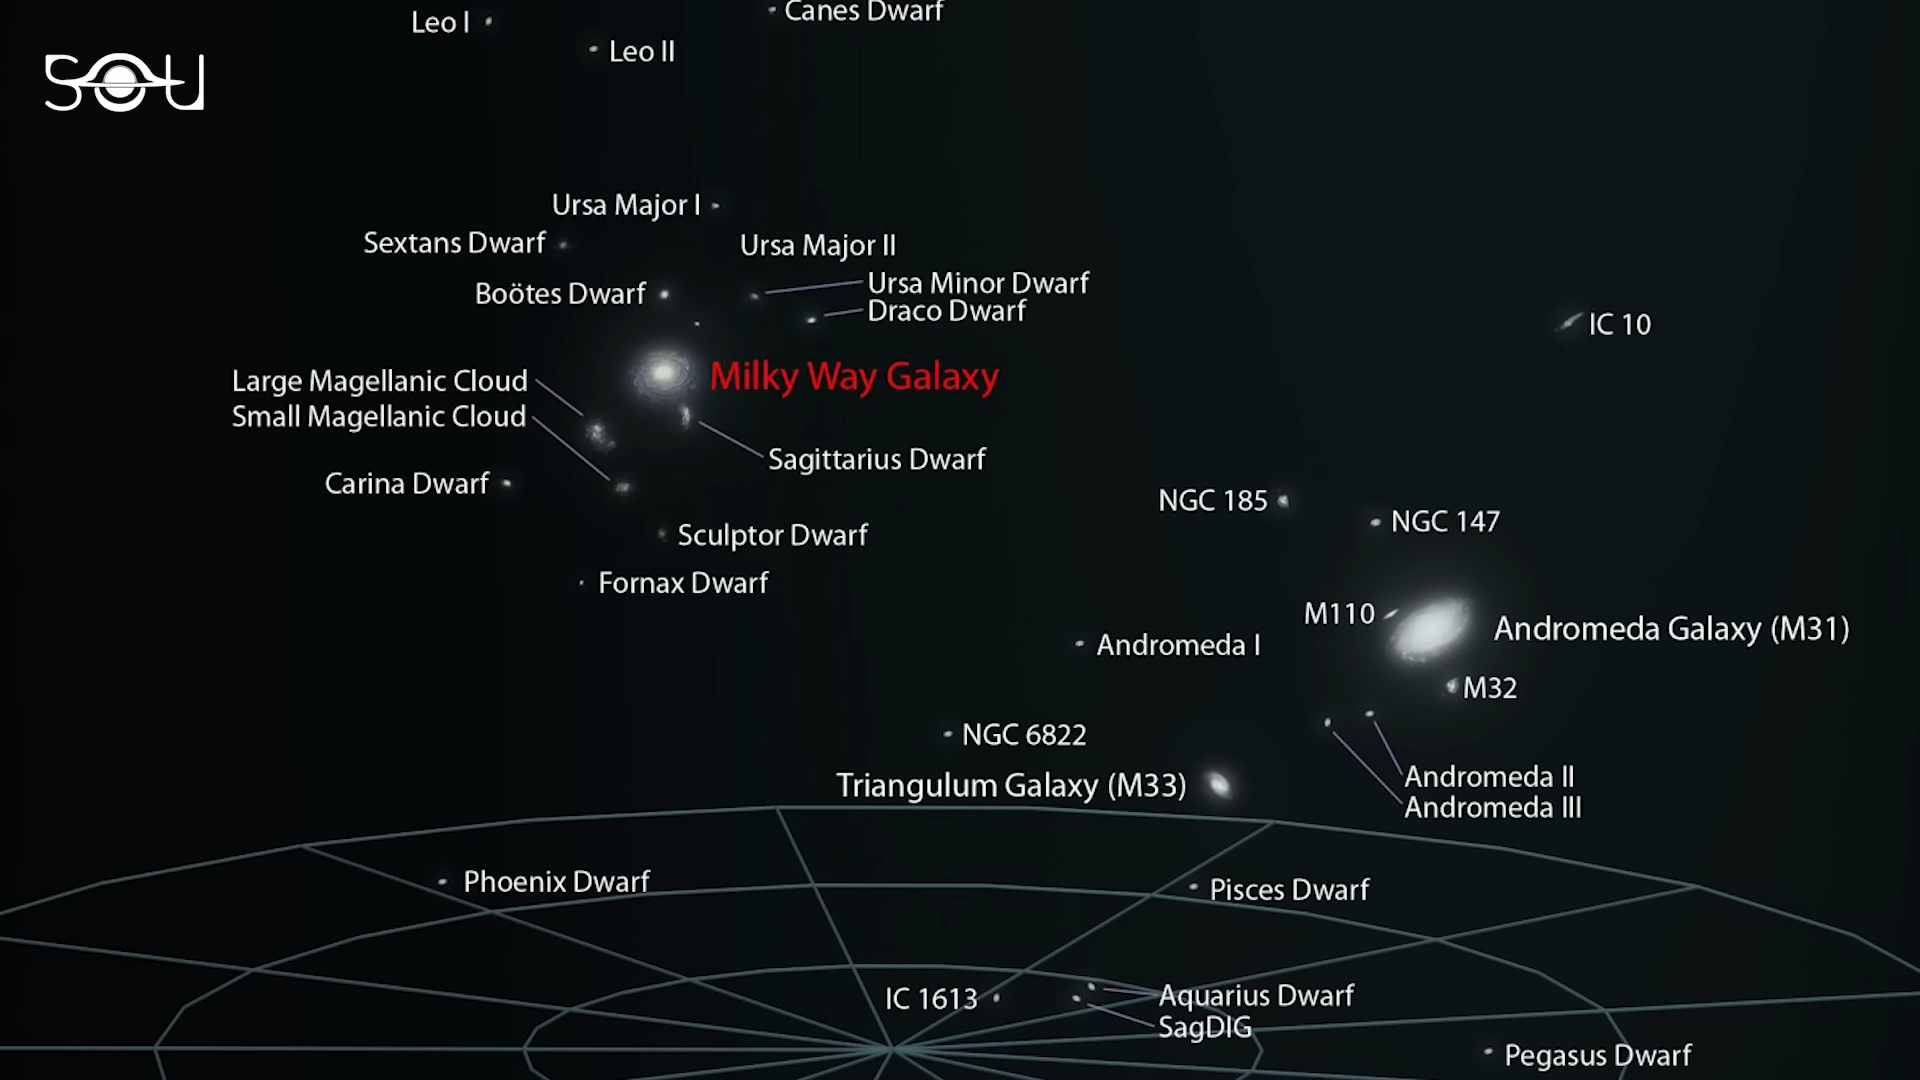 Leo I
Canes Dwarf
Leo II
SOU
Ursa Major I
Sextans Dwarf
Ursa Major II
Boötes Dwarf
Ursa Minor Dwarf
Draco Dwarf
IC 10
Milky Way Galaxy
Large Magellanic Cloud
Small Magellanic Cloud
Sagittarius Dwarf
Carina Dwarf
NGC 185
NGC 147
Sculptor Dwarf
Fornax Dwarf
M110
Andromeda Galaxy (M31)
Andromeda I
M32
NGC 6822
Triangulum Galaxy (M33)
Andromeda II
Andromeda III
Phoenix Dwarf
Pisces Dwarf
IC 1613
Aquarius Dwarf
SagDIG
Pegasus Dwarf